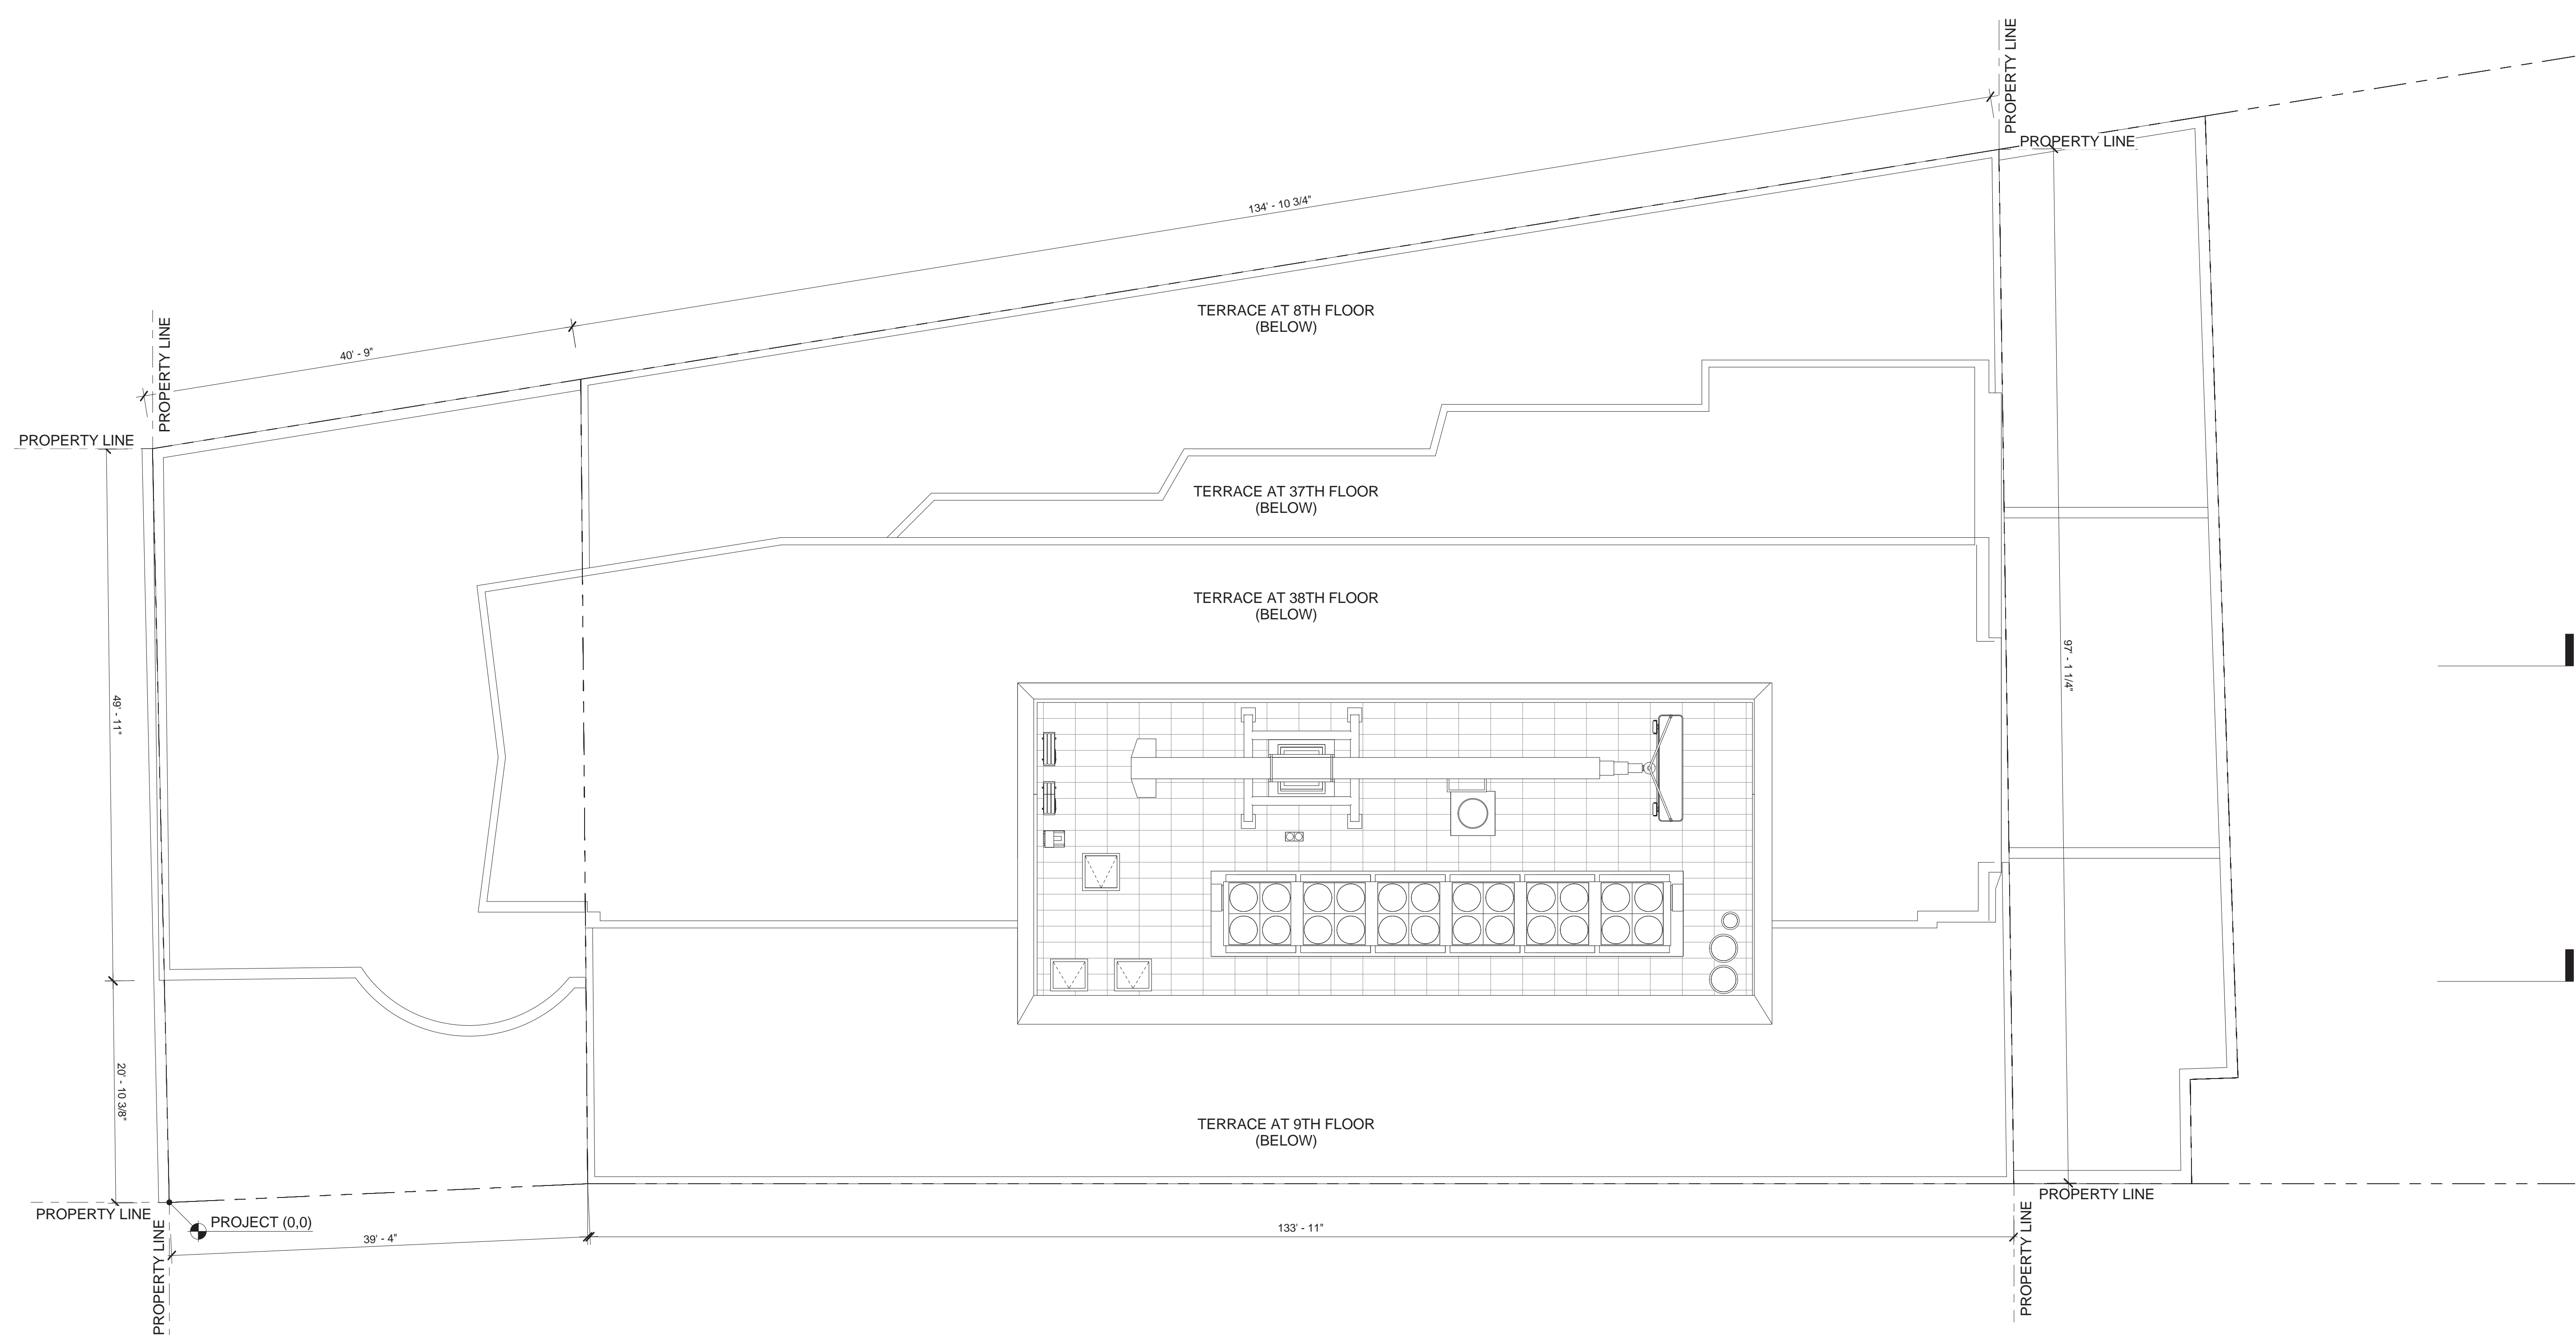 PROPERTY LINE
PROPERTY LINE
134' - 10 3/4"
TERRACE AT 8TH FLOOR
(BELOW)
PROPERTY LINE
40' - 9"
PROPERTY LINE
TERRACE AT 37TH FLOOR
(BELOW)
TERRACE AT 38TH FLOOR
(BELOW)
97' - 1 1/4"
49' - 11"
20' - 10 3/8"
TERRACE AT 9TH FLOOR
(BELOW)
PROPERTY LINE
PROPERTY LINE
PROJECT (0,0)
PROPERTY LINE
39' - 4"
133' - 11"
PROPERTY LINE